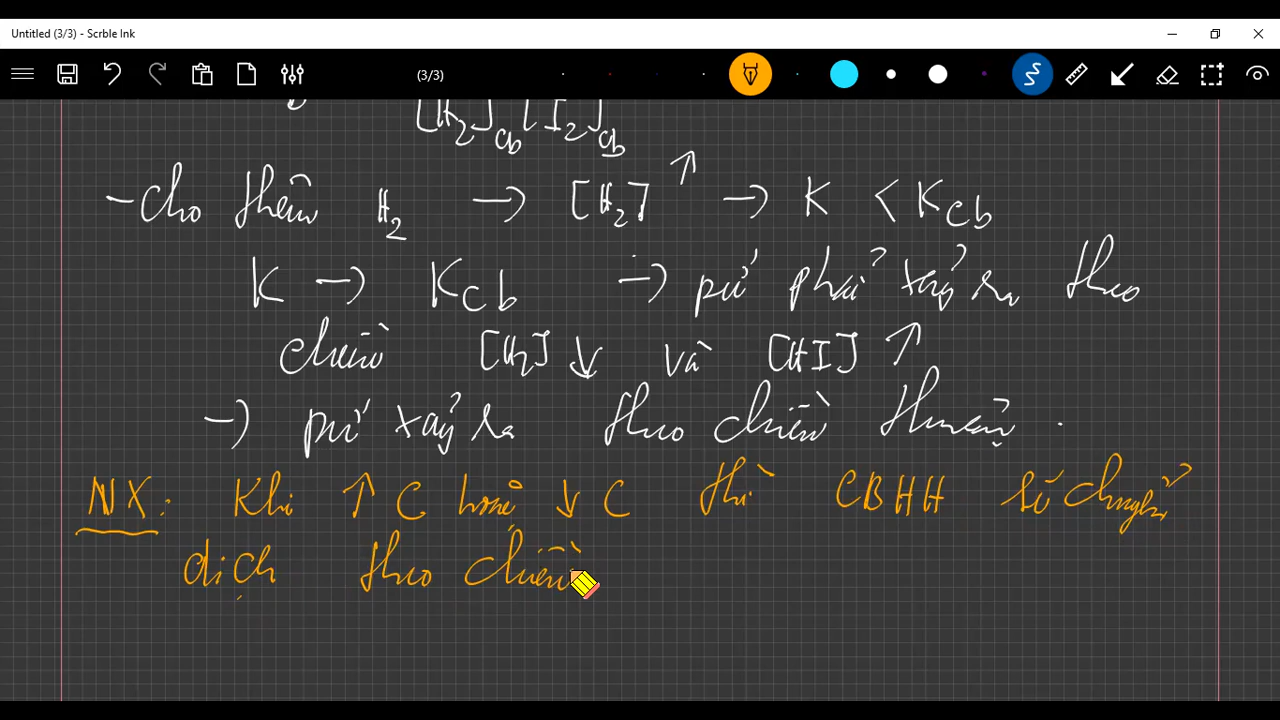 Untitled (3/3) - Scrble Ink
(3/3)
[H2]cb [I2]cb
- cho thêm H2 → [H2] ↑ → K < Kcb
K → Kcb → pứ phải xảy ra theo
chiều [H2] ↓ và [HI] ↑
→ pứ xảy ra theo chiều thuận.
NX: Khi ↑ C hoặc ↓ C thì CBHH sẽ chuyển
dịch theo chiều